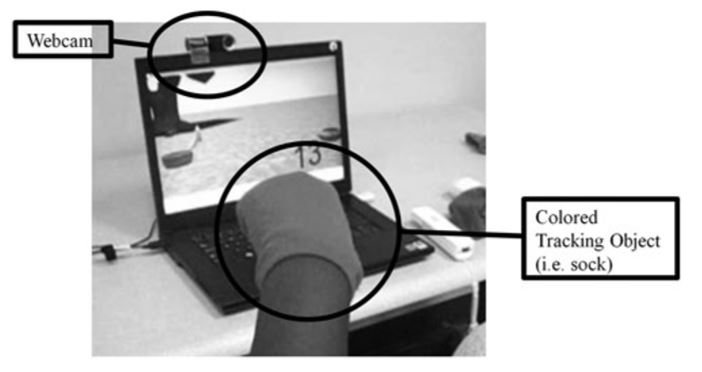 Webcam
13
Colored
Tracking Object
(i.e. sock)